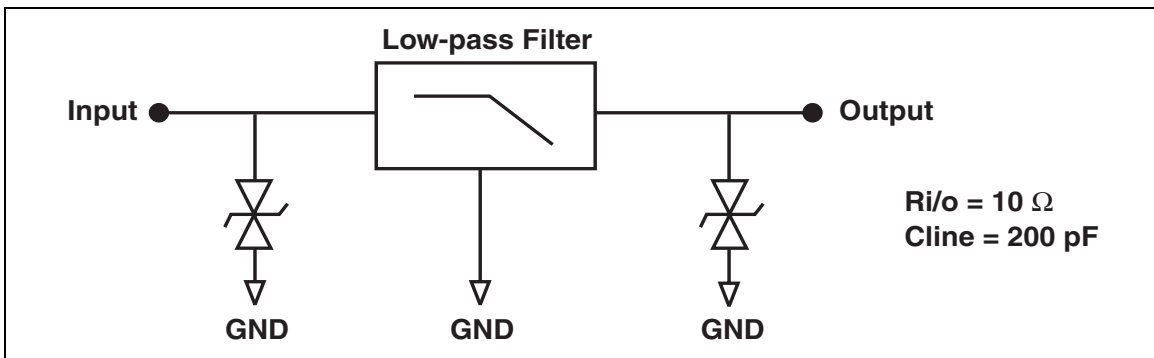 Low-pass Filter
Input
Output
Ri/o = 10 Ω
Cline = 200 pF
GND
GND
GND